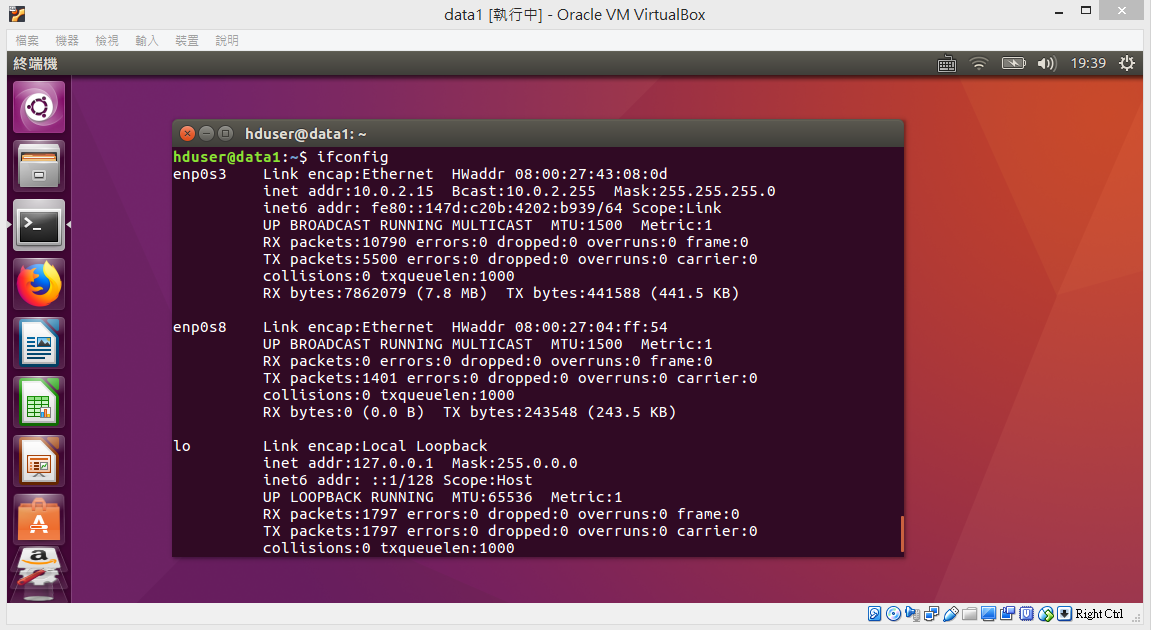 data1 [執行中] - Oracle VM VirtualBox
檔案 機器 檢視 輸入 裝置 說明
終端機 19:39
hduser@data1: ~
hduser@data1:~$ ifconfig
enp0s3 Link encap:Ethernet HWaddr 08:00:27:43:08:0d
inet addr:10.0.2.15 Bcast:10.0.2.255 Mask:255.255.255.0
inet6 addr: fe80::147d:c20b:4202:b939/64 Scope:Link
UP BROADCAST RUNNING MULTICAST MTU:1500 Metric:1
RX packets:10790 errors:0 dropped:0 overruns:0 frame:0
TX packets:5500 errors:0 dropped:0 overruns:0 carrier:0
collisions:0 txqueuelen:1000
RX bytes:7862079 (7.8 MB) TX bytes:441588 (441.5 KB)
enp0s8 Link encap:Ethernet HWaddr 08:00:27:04:ff:54
UP BROADCAST RUNNING MULTICAST MTU:1500 Metric:1
RX packets:0 errors:0 dropped:0 overruns:0 frame:0
TX packets:1401 errors:0 dropped:0 overruns:0 carrier:0
collisions:0 txqueuelen:1000
RX bytes:0 (0.0 B) TX bytes:243548 (243.5 KB)
lo Link encap:Local Loopback
inet addr:127.0.0.1 Mask:255.0.0.0
inet6 addr: ::1/128 Scope:Host
UP LOOPBACK RUNNING MTU:65536 Metric:1
RX packets:1797 errors:0 dropped:0 overruns:0 frame:0
TX packets:1797 errors:0 dropped:0 overruns:0 carrier:0
collisions:0 txqueuelen:1000
Right Ctrl